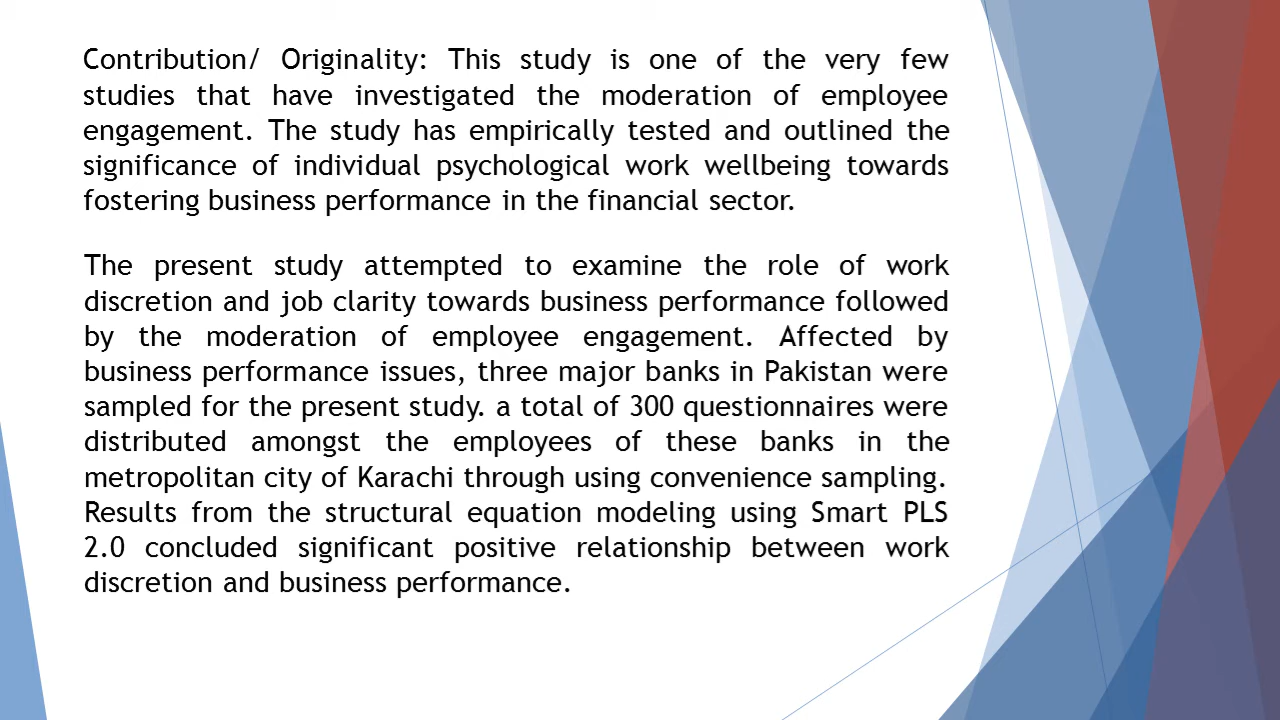 Contribution/ Originality: This study is one of the very few
studies that have investigated the moderation of employee
engagement. The study has empirically tested and outlined the
significance of individual psychological work wellbeing towards
fostering business performance in the financial sector.
The present study attempted to examine the role of work
discretion and job clarity towards business performance followed
by the moderation of employee engagement. Affected by
business performance issues, three major banks in Pakistan were
sampled for the present study. a total of 300 questionnaires were
distributed amongst the employees of these banks in the
metropolitan city of Karachi through using convenience sampling.
Results from the structural equation modeling using Smart PLS
2.0 concluded significant positive relationship between work
discretion and business performance.